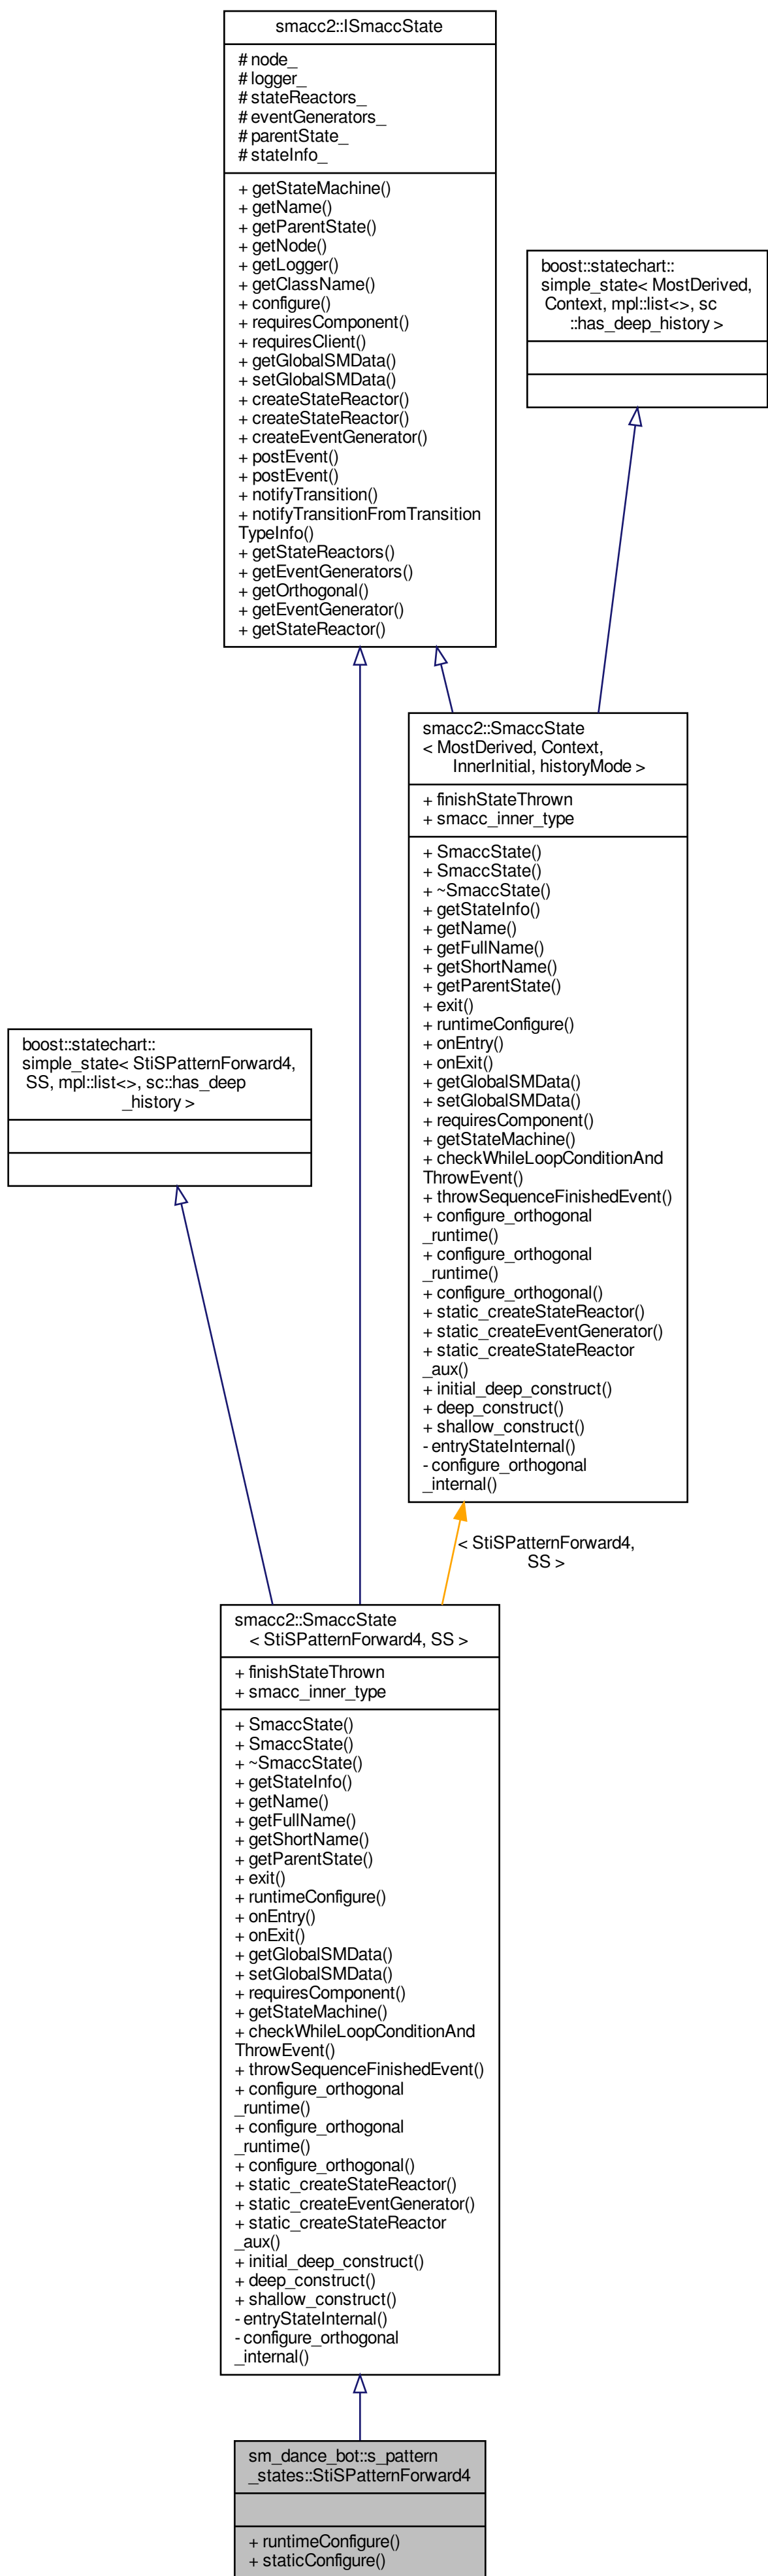 smacc2::ISmaccState
# node_
# logger_
# stateReactors_
# eventGenerators_
# parentState_
# stateInfo_
+ getStateMachine()
+ getName()
+ getParentState()
+ getNode()
+ getLogger()
+ getClassName()
+ configure()
+ requiresComponent()
+ requiresClient()
+ getGlobalSMData()
+ setGlobalSMData()
+ createStateReactor()
+ createStateReactor()
+ createEventGenerator()
+ postEvent()
+ postEvent()
+ notifyTransition()
+ notifyTransitionFromTransition
TypeInfo()
+ getStateReactors()
+ getEventGenerators()
+ getOrthogonal()
+ getEventGenerator()
+ getStateReactor()
boost::statechart::
simple_state< MostDerived,
Context, mpl::list<>, sc
::has_deep_history >
smacc2::SmaccState
< MostDerived, Context,
InnerInitial, historyMode >
+ finishStateThrown
+ smacc_inner_type
+ SmaccState()
+ SmaccState()
+ ~SmaccState()
+ getStateInfo()
+ getName()
+ getFullName()
+ getShortName()
+ getParentState()
+ exit()
+ runtimeConfigure()
+ onEntry()
+ onExit()
+ getGlobalSMData()
+ setGlobalSMData()
+ requiresComponent()
+ getStateMachine()
+ checkWhileLoopConditionAnd
ThrowEvent()
+ throwSequenceFinishedEvent()
+ configure_orthogonal
_runtime()
+ configure_orthogonal
_runtime()
+ configure_orthogonal()
+ static_createStateReactor()
+ static_createEventGenerator()
+ static_createStateReactor
_aux()
+ initial_deep_construct()
+ deep_construct()
+ shallow_construct()
- entryStateInternal()
- configure_orthogonal
_internal()
boost::statechart::
simple_state< StiSPatternForward4,
SS, mpl::list<>, sc::has_deep
_history >
< StiSPatternForward4,
SS >
smacc2::SmaccState
< StiSPatternForward4, SS >
+ finishStateThrown
+ smacc_inner_type
+ SmaccState()
+ SmaccState()
+ ~SmaccState()
+ getStateInfo()
+ getName()
+ getFullName()
+ getShortName()
+ getParentState()
+ exit()
+ runtimeConfigure()
+ onEntry()
+ onExit()
+ getGlobalSMData()
+ setGlobalSMData()
+ requiresComponent()
+ getStateMachine()
+ checkWhileLoopConditionAnd
ThrowEvent()
+ throwSequenceFinishedEvent()
+ configure_orthogonal
_runtime()
+ configure_orthogonal
_runtime()
+ configure_orthogonal()
+ static_createStateReactor()
+ static_createEventGenerator()
+ static_createStateReactor
_aux()
+ initial_deep_construct()
+ deep_construct()
+ shallow_construct()
- entryStateInternal()
- configure_orthogonal
_internal()
sm_dance_bot::s_pattern
_states::StiSPatternForward4
+ runtimeConfigure()
+ staticConfigure()